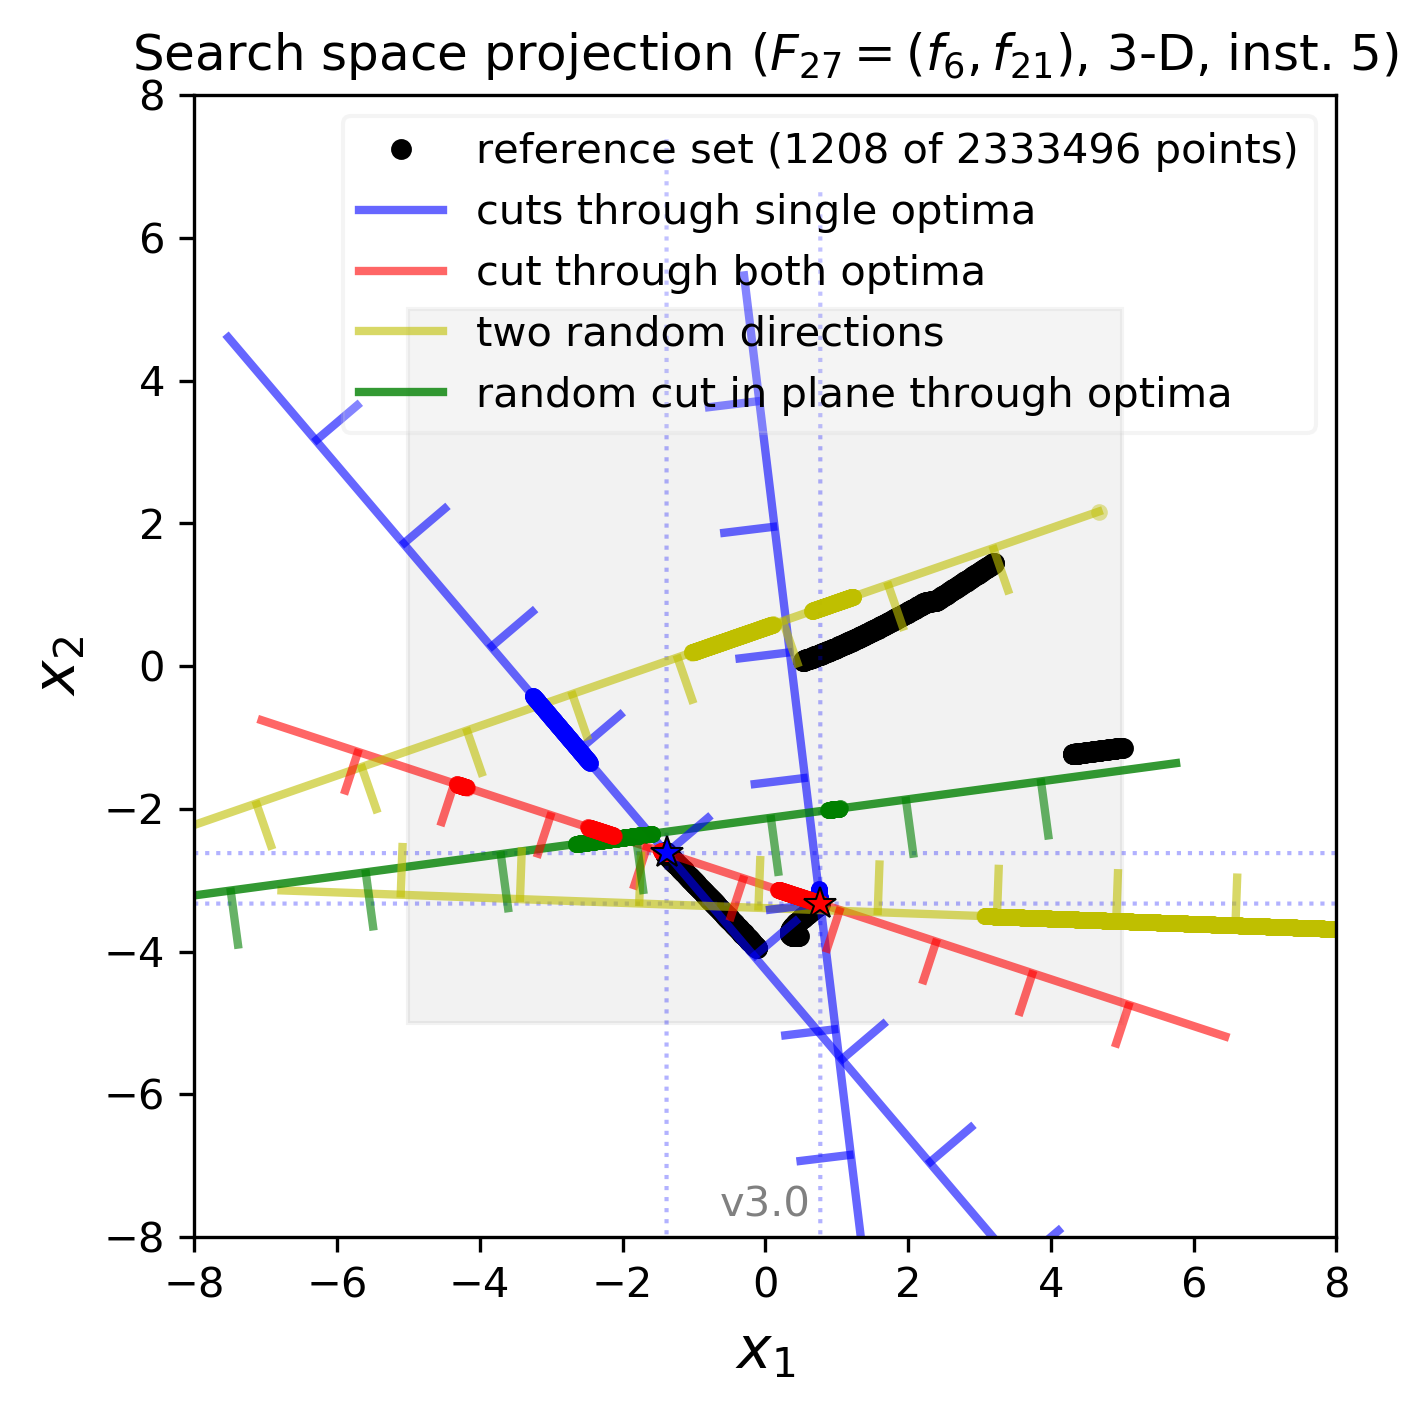 Search space projection (F₂₇ = (f₆, f₂₁), 3-D, inst. 5)
reference set (1208 of 2333496 points)
cuts through single optima
cut through both optima
two random directions
random cut in plane through optima
8
6
4
2
0
−2
−4
−6
−8
x₂
v3.0
−8 −6 −4 −2 0 2 4 6 8
x₁